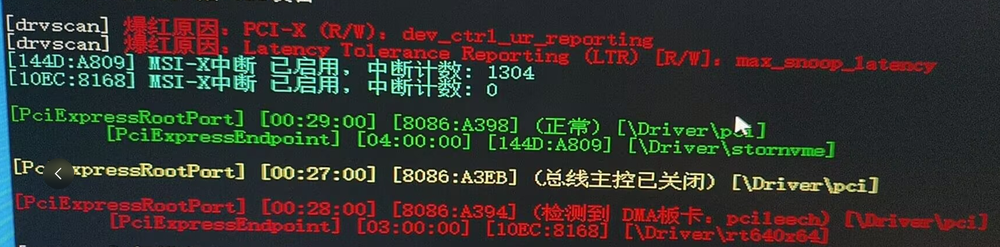 [drvscan] 爆红原因：PCI-X (R/W)：dev_ctrl_ur_reporting
[drvscan] 爆红原因：Latency Tolerance Reporting (LTR) [R/W]：max_snoop_latency
[144D:A809] MSI-X中断 已启用，中断计数：1304
[10EC:8168] MSI-X中断 已启用，中断计数：0
[PciExpressRootPort] [00:29:00] [8086:A398] (正常) [\Driver\pci]
[PciExpressEndpoint] [04:00:00] [144D:A809] [\Driver\stornvme]
[Pc xpressRootPort] [00:27:00] [8086:A3EB] (总线主控已关闭) [\Driver\pci]
[PciExpressRootPort] [00:28:00] [8086:A394] (检测到 DMA板卡：pcileech) [\Driver\pci]
[PciExpressEndpoint] [03:00:00] [10EC:8168] [\Driver\rt640x64]